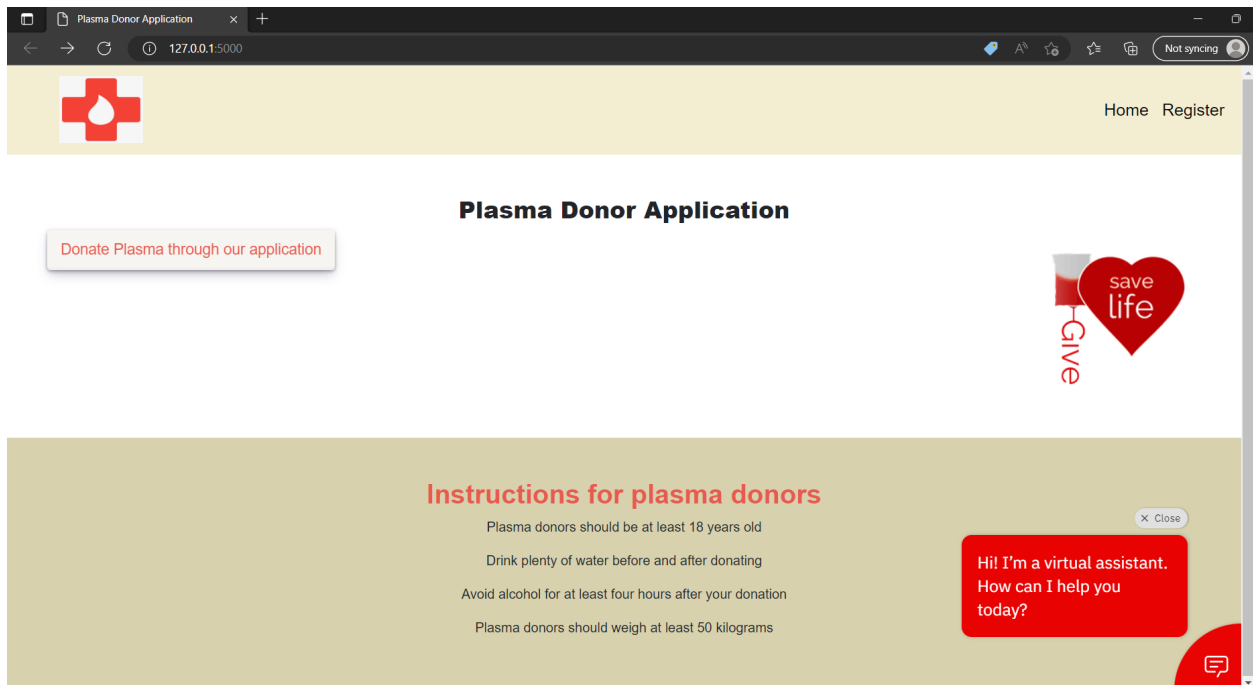 Plasma Donor Application
127.0.0.1:5000
Not syncing
Home Register
Plasma Donor Application
Donate Plasma through our application
save
life
Give
Instructions for plasma donors
Plasma donors should be at least 18 years old
Drink plenty of water before and after donating
Avoid alcohol for at least four hours after your donation
Plasma donors should weigh at least 50 kilograms
Close
Hi! I'm a virtual assistant.
How can I help you
today?